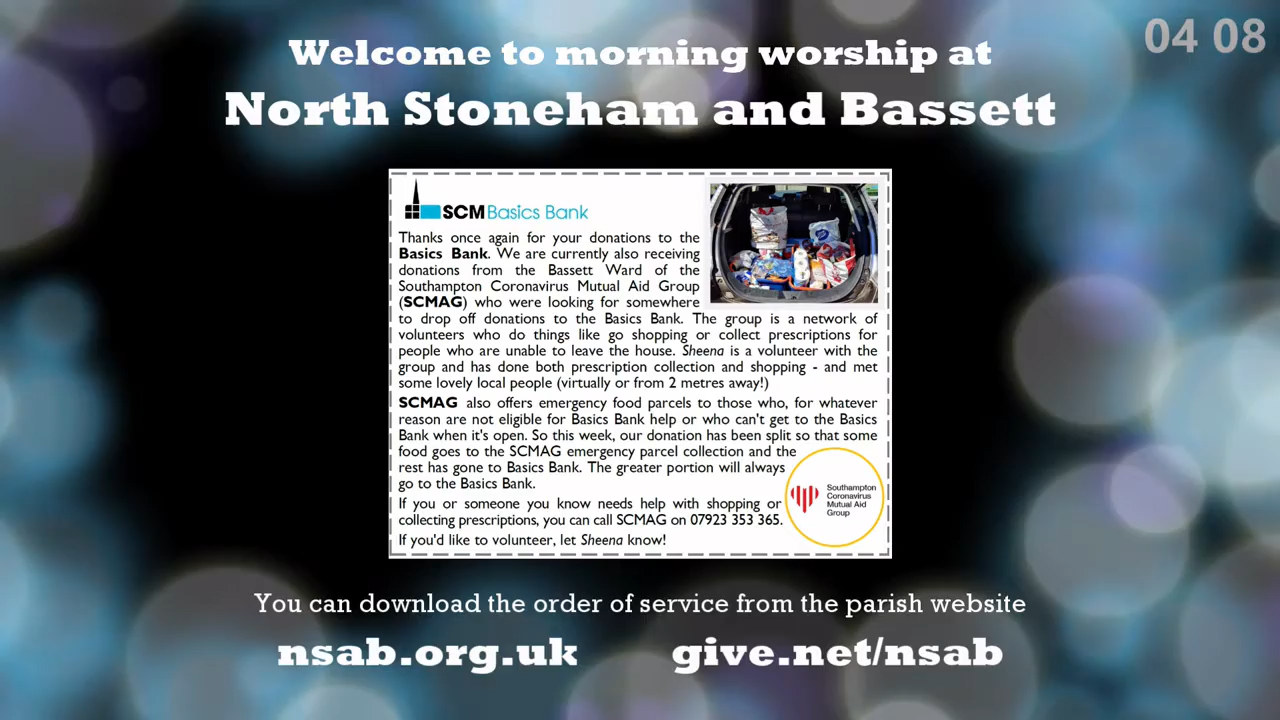 04 08
Welcome to morning worship at
North Stoneham and Bassett
SCM Basics Bank
Thanks once again for your donations to the
Basics Bank. We are currently also receiving
donations from the Bassett Ward of the
Southampton Coronavirus Mutual Aid Group
(SCMAG) who were looking for somewhere
to drop off donations to the Basics Bank. The group is a network of
volunteers who do things like go shopping or collect prescriptions for
people who are unable to leave the house. Sheena is a volunteer with the
group and has done both prescription collection and shopping - and met
some lovely local people (virtually or from 2 metres away!)
SCMAG also offers emergency food parcels to those who, for whatever
reason are not eligible for Basics Bank help or who can't get to the Basics
Bank when it's open. So this week, our donation has been split so that some
food goes to the SCMAG emergency parcel collection and the
rest has gone to Basics Bank. The greater portion will always
go to the Basics Bank.
If you or someone you know needs help with shopping or
collecting prescriptions, you can call SCMAG on 07923 353 365.
If you'd like to volunteer, let Sheena know!
Southampton
Coronavirus
Mutual Aid
Group
You can download the order of service from the parish website
nsab.org.uk give.net/nsab